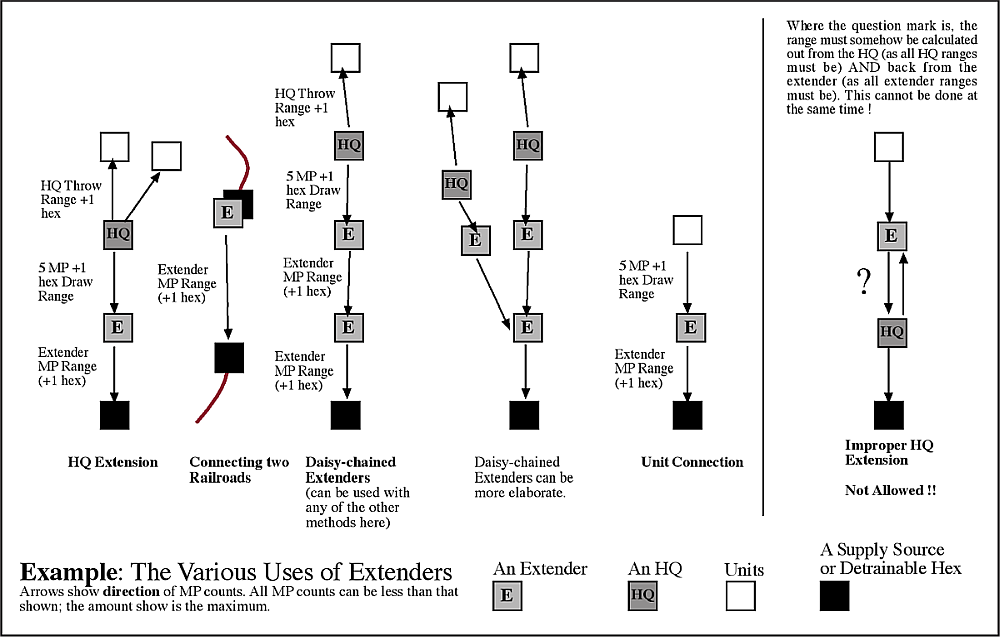 Where the question mark is, the
range must somehow be calculated
out from the HQ (as all HQ ranges
must be) AND back from the
extender (as all extender ranges
must be). This cannot be done at
the same time !
HQ Throw
Range +1
hex
HQ
5 MP +1
hex Draw
Range
E
Extender
MP Range
(+1 hex)
HQ Extension
E
Extender
MP Range
(+1 hex)
Connecting two
Railroads
HQ Throw
Range +1
hex
HQ
5 MP +1
hex Draw
Range
E
Extender
MP Range
(+1 hex)
E
Extender
MP Range
(+1 hex)
Daisy-chained
Extenders
(can be used with
any of the other
methods here)
HQ
HQ
E
E
E
Daisy-chained
Extenders can be
more elaborate.
5 MP +1
hex Draw
Range
E
Extender
MP Range
(+1 hex)
Unit Connection
E
?
HQ
Improper HQ
Extension
Not Allowed !!
Example: The Various Uses of Extenders
Arrows show direction of MP counts. All MP counts can be less than that
shown; the amount show is the maximum.
An Extender
E
An HQ
HQ
Units
A Supply Source
or Detrainable Hex